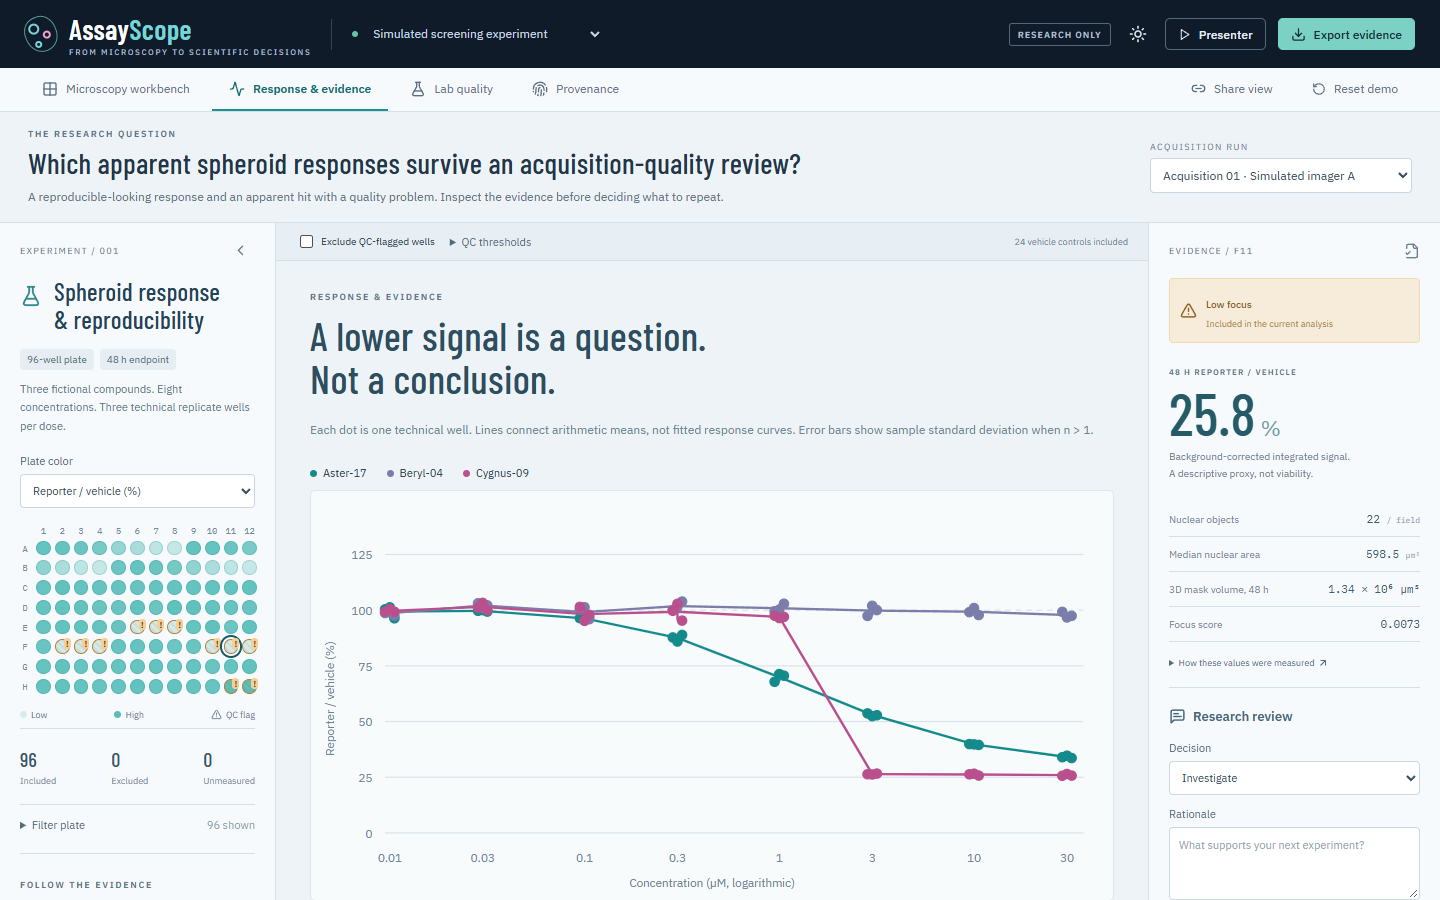 AssayScope
FROM MICROSCOPY TO SCIENTIFIC DECISIONS
Simulated screening experiment
RESEARCH ONLY
Presenter
Export evidence
Microscopy workbench
Response & evidence
Lab quality
Provenance
Share view
Reset demo
THE RESEARCH QUESTION
Which apparent spheroid responses survive an acquisition-quality review?
A reproducible-looking response and an apparent hit with a quality problem. Inspect the evidence before deciding what to repeat.
ACQUISITION RUN
Acquisition 01 · Simulated imager A
EXPERIMENT / 001
Spheroid response
& reproducibility
96-well plate
48 h endpoint
Three fictional compounds. Eight
concentrations. Three technical replicate wells
per dose.
Plate color
Reporter / vehicle (%)
1 2 3 4 5 6 7 8 9 10 11 12
A
B
C
D
E ! ! !
F ! ! ! ! ! !
G
H ! !
Low
High
QC flag
96
Included
0
Excluded
0
Unmeasured
Filter plate
96 shown
FOLLOW THE EVIDENCE
Exclude QC-flagged wells
QC thresholds
24 vehicle controls included
RESPONSE & EVIDENCE
A lower signal is a question.
Not a conclusion.
Each dot is one technical well. Lines connect arithmetic means, not fitted response curves. Error bars show sample standard deviation when n > 1.
Aster-17
Beryl-04
Cygnus-09
Reporter / vehicle (%)
125
100
75
50
25
0
0.01 0.03 0.1 0.3 1 3 10 30
Concentration (µM, logarithmic)
EVIDENCE / F11
Low focus
Included in the current analysis
48 H REPORTER / VEHICLE
25.8 %
Background-corrected integrated signal.
A descriptive proxy, not viability.
Nuclear objects 22 / field
Median nuclear area 598.5 µm²
3D mask volume, 48 h 1.34 × 10⁶ µm³
Focus score 0.0073
How these values were measured
Research review
Decision
Investigate
Rationale
What supports your next experiment?